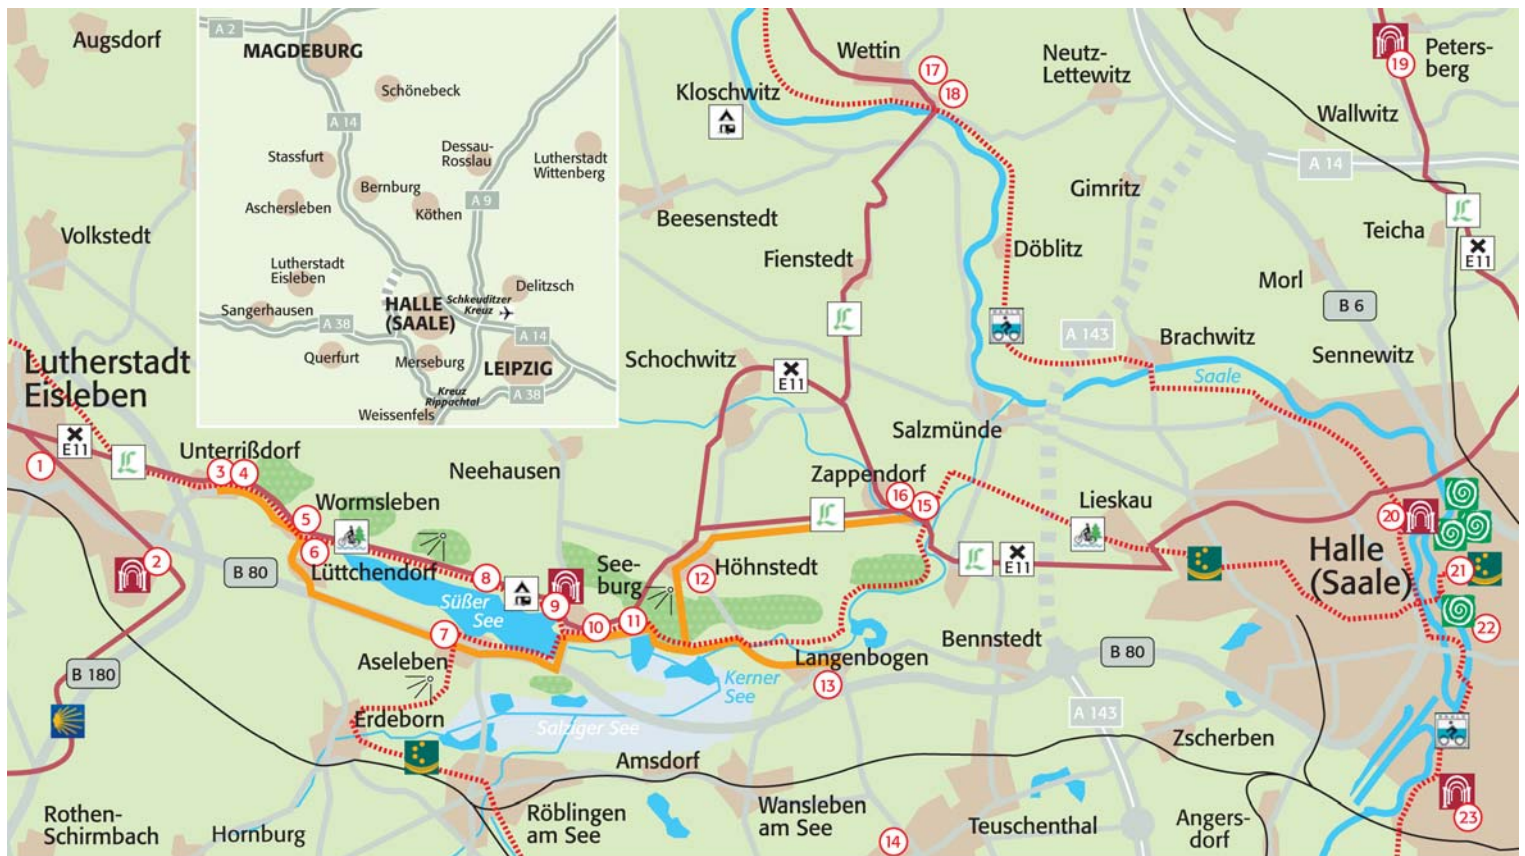 Augsdorf
A 2
MAGDEBURG
Schönebeck
A 14
Stassfurt
Dessau-
Rosslau
Lutherstadt
Wittenberg
Bernburg
Aschersleben
Köthen
A 9
Lutherstadt
Eisleben
Delitzsch
Sangerhausen
HALLE
(SAALE)
Schkeuditzer
Kreuz
A 38
A 14
Querfurt
Merseburg
LEIPZIG
Kreuz
Rippachtal
A 38
Weissenfels
Wettin
17
18
Kloschwitz
Neutz-
Lettewitz
19
Peters-
berg
Wallwitz
A 14
Gimritz
Beesenstedt
Teicha
L
E11
Volkstedt
Fienstedt
Döblitz
Morl
B 6
L
SAALE
A 143
Brachwitz
Sennewitz
Saale
Lutherstadt
Eisleben
Schochwitz
E11
Salzmünde
E11
1
L
Unterrißdorf
3
4
Neehausen
Zappendorf
16
15
Lieskau
Wormsleben
5
6
L
20
Halle
(Saale)
2
B 80
Lüttchendorf
8
See-
burg
12
Höhnstedt
L
E11
21
Süßer
See
9
10
11
22
7
Aseleben
Bennstedt
B 80
Langenbogen
13
B 180
Kerner
See
Erdeborn
Salziger See
A 143
Zscherben
SAALE
Amsdorf
Rothen-
Schirmbach
Hornburg
Röblingen
am See
Wansleben
am See
14
Teuschenthal
Angers-
dorf
23